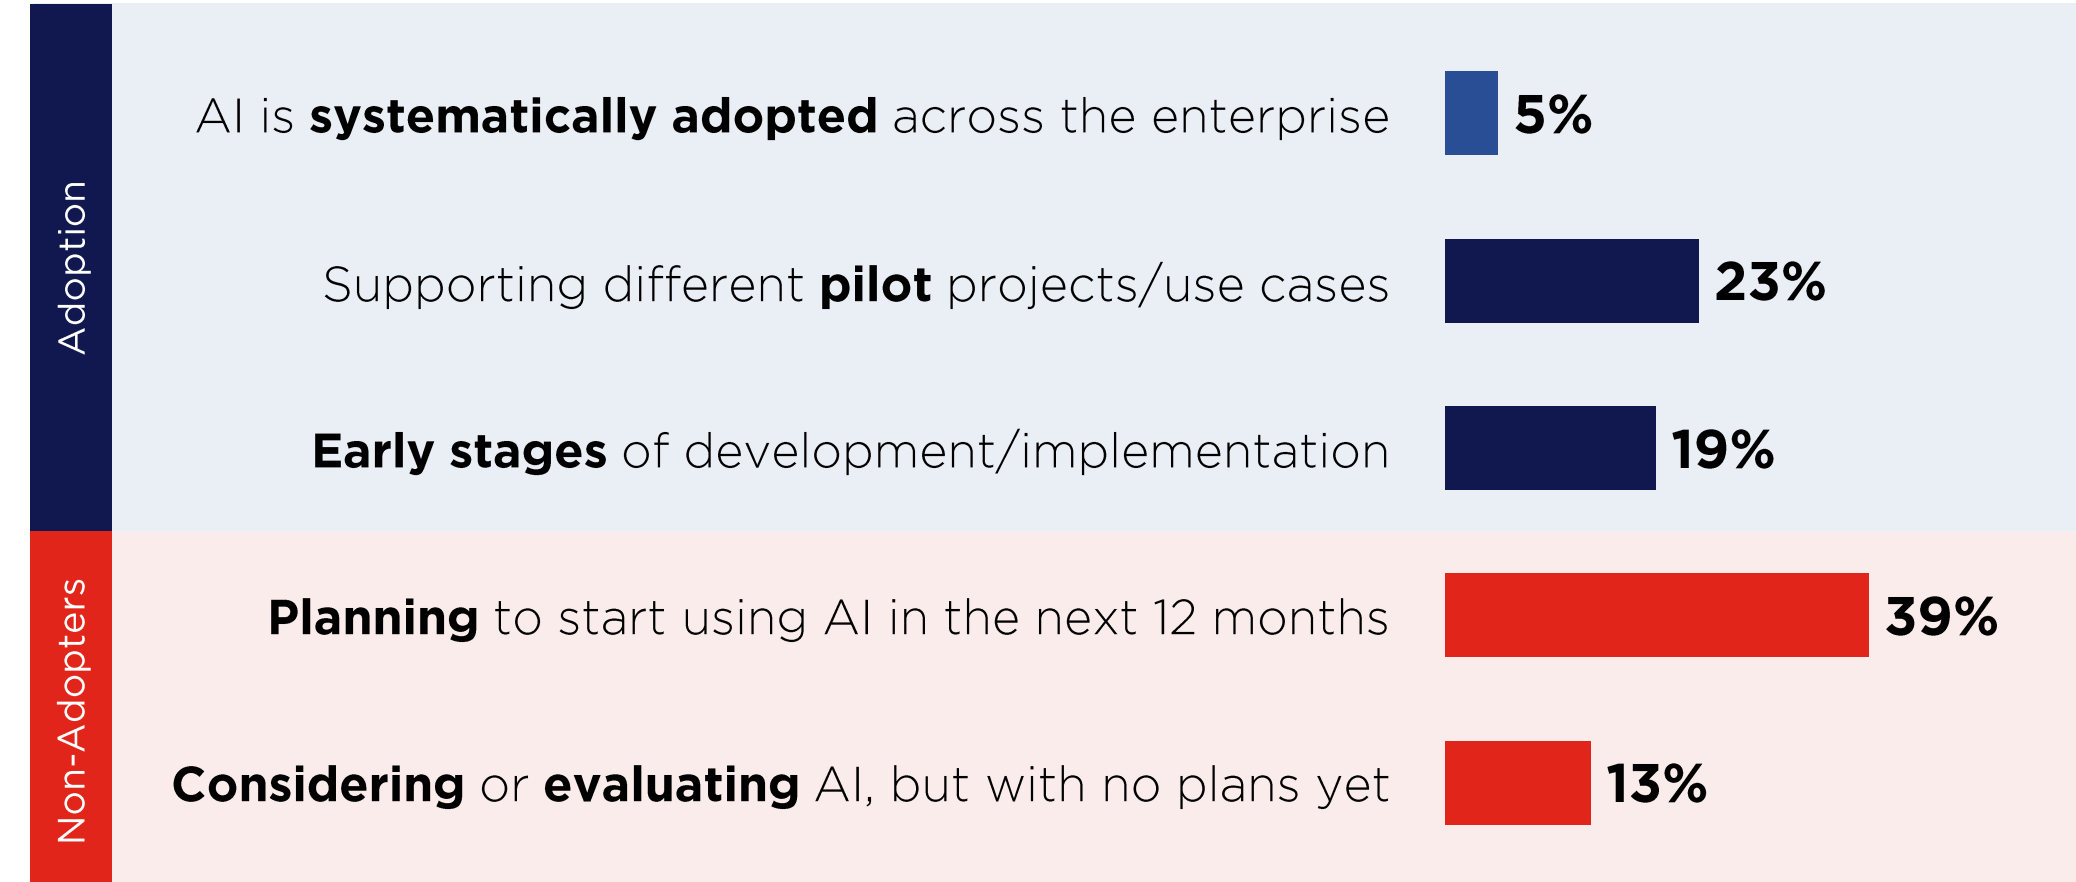 Adoption
AI is systematically adopted across the enterprise 5%
Supporting different pilot projects/use cases 23%
Early stages of development/implementation 19%
Non-Adopters
Planning to start using AI in the next 12 months 39%
Considering or evaluating AI, but with no plans yet 13%